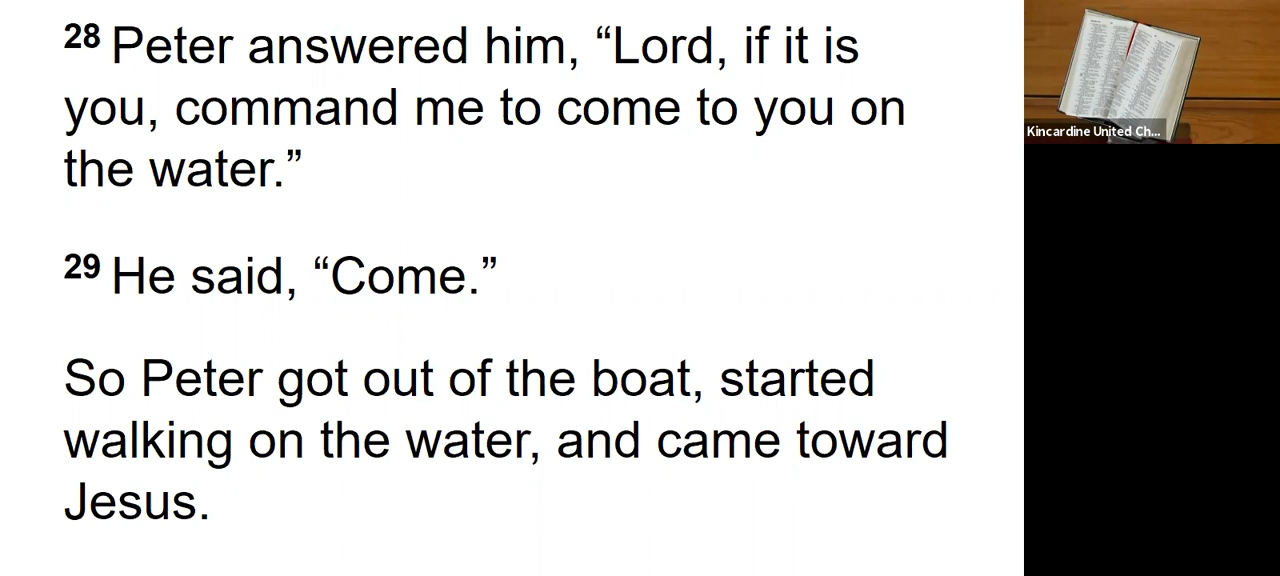 28 Peter answered him, “Lord, if it is
you, command me to come to you on
the water.”
29 He said, “Come.”
So Peter got out of the boat, started
walking on the water, and came toward
Jesus.
Kincardine United Ch...